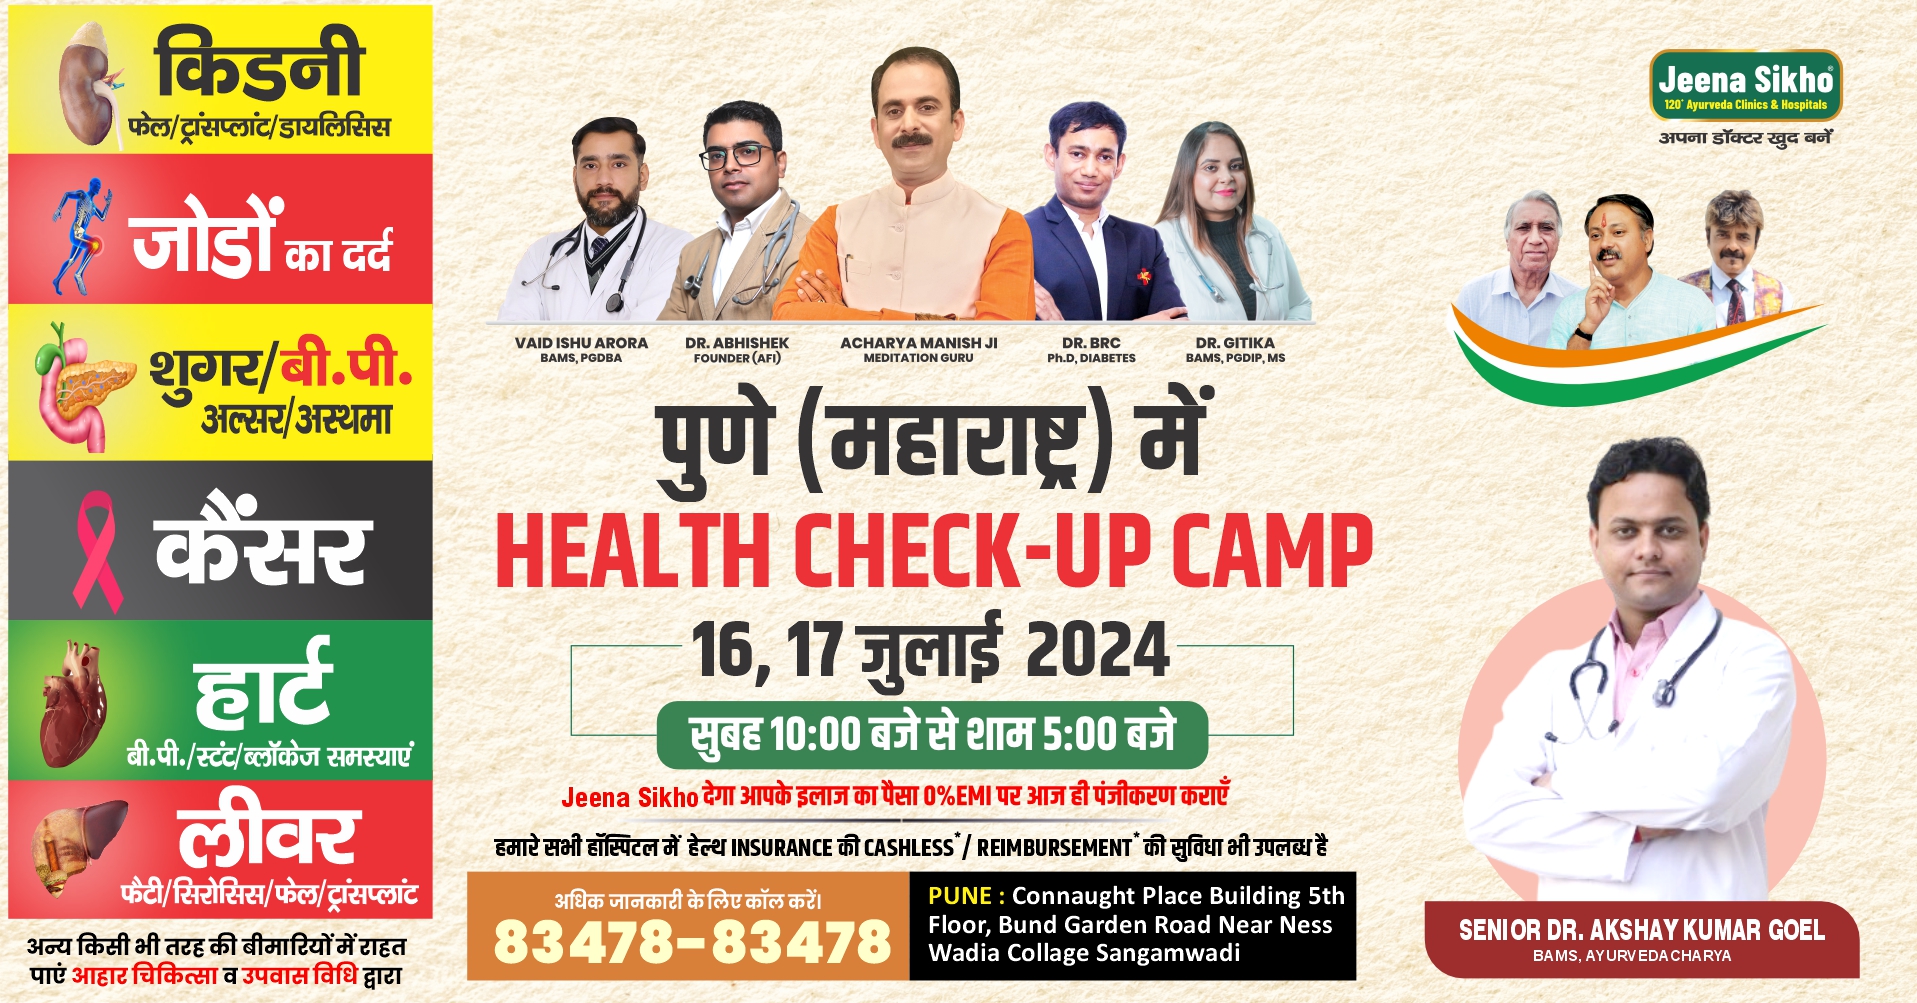 किडनी
फेल/ट्रांसप्लांट/डायलिसिस
जोडों का दर्द
शुगर/बी.पी.
अल्सर/अस्थमा
कैंसर
हार्ट
बी.पी./स्टंट/ब्लॉकेज समस्याएं
लीवर
फैटी/सिरोसिस/फेल/ट्रांसप्लांट
अन्य किसी भी तरह की बीमारियों में राहत
पाएं आहार चिकित्सा व उपवास विधि द्वारा
VAID ISHU ARORA
BAMS, PGDBA
DR. ABHISHEK
FOUNDER (AFI)
ACHARYA MANISH JI
MEDITATION GURU
DR. BRC
Ph.D, DIABETES
DR. GITIKA
BAMS, PGDIP, MS
पुणे (महाराष्ट्र) में
HEALTH CHECK-UP CAMP
16, 17 जुलाई 2024
सुबह 10:00 बजे से शाम 5:00 बजे
Jeena Sikho देगा आपके इलाज का पैसा 0%EMI पर आज ही पंजीकरण कराएँ
हमारे सभी हॉस्पिटल में हेल्थ INSURANCE की CASHLESS*/ REIMBURSEMENT* की सुविधा भी उपलब्ध है
अधिक जानकारी के लिए कॉल करें।
83478-83478
PUNE : Connaught Place Building 5th
Floor, Bund Garden Road Near Ness
Wadia Collage Sangamwadi
Jeena Sikho®
120+ Ayurveda Clinics & Hospitals
अपना डॉक्टर खुद बनें
SENIOR DR. AKSHAY KUMAR GOEL
BAMS, AYURVEDACHARYA